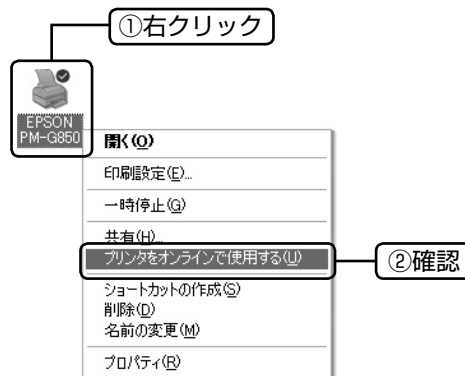 ①右クリック
EPSON
PM-G850
開く(O)
印刷設定(E)...
一時停止(G)
共有(H)...
プリンタをオンラインで使用する(U)
②確認
ショートカットの作成(S)
削除(D)
名前の変更(M)
プロパティ(R)